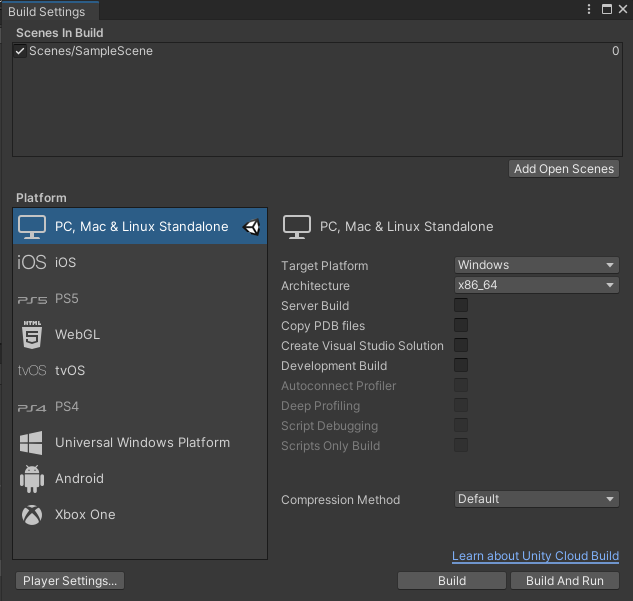 Build Settings
Scenes In Build
Scenes/SampleScene 0
Add Open Scenes
Platform
PC, Mac & Linux Standalone
iOS iOS
PS5 PS5
HTML 5 WebGL
tvOS tvOS
PS4 PS4
Universal Windows Platform
Android
Xbox One
PC, Mac & Linux Standalone
Target Platform Windows
Architecture x86_64
Server Build
Copy PDB files
Create Visual Studio Solution
Development Build
Autoconnect Profiler
Deep Profiling
Script Debugging
Scripts Only Build
Compression Method Default
Learn about Unity Cloud Build
Player Settings... Build Build And Run